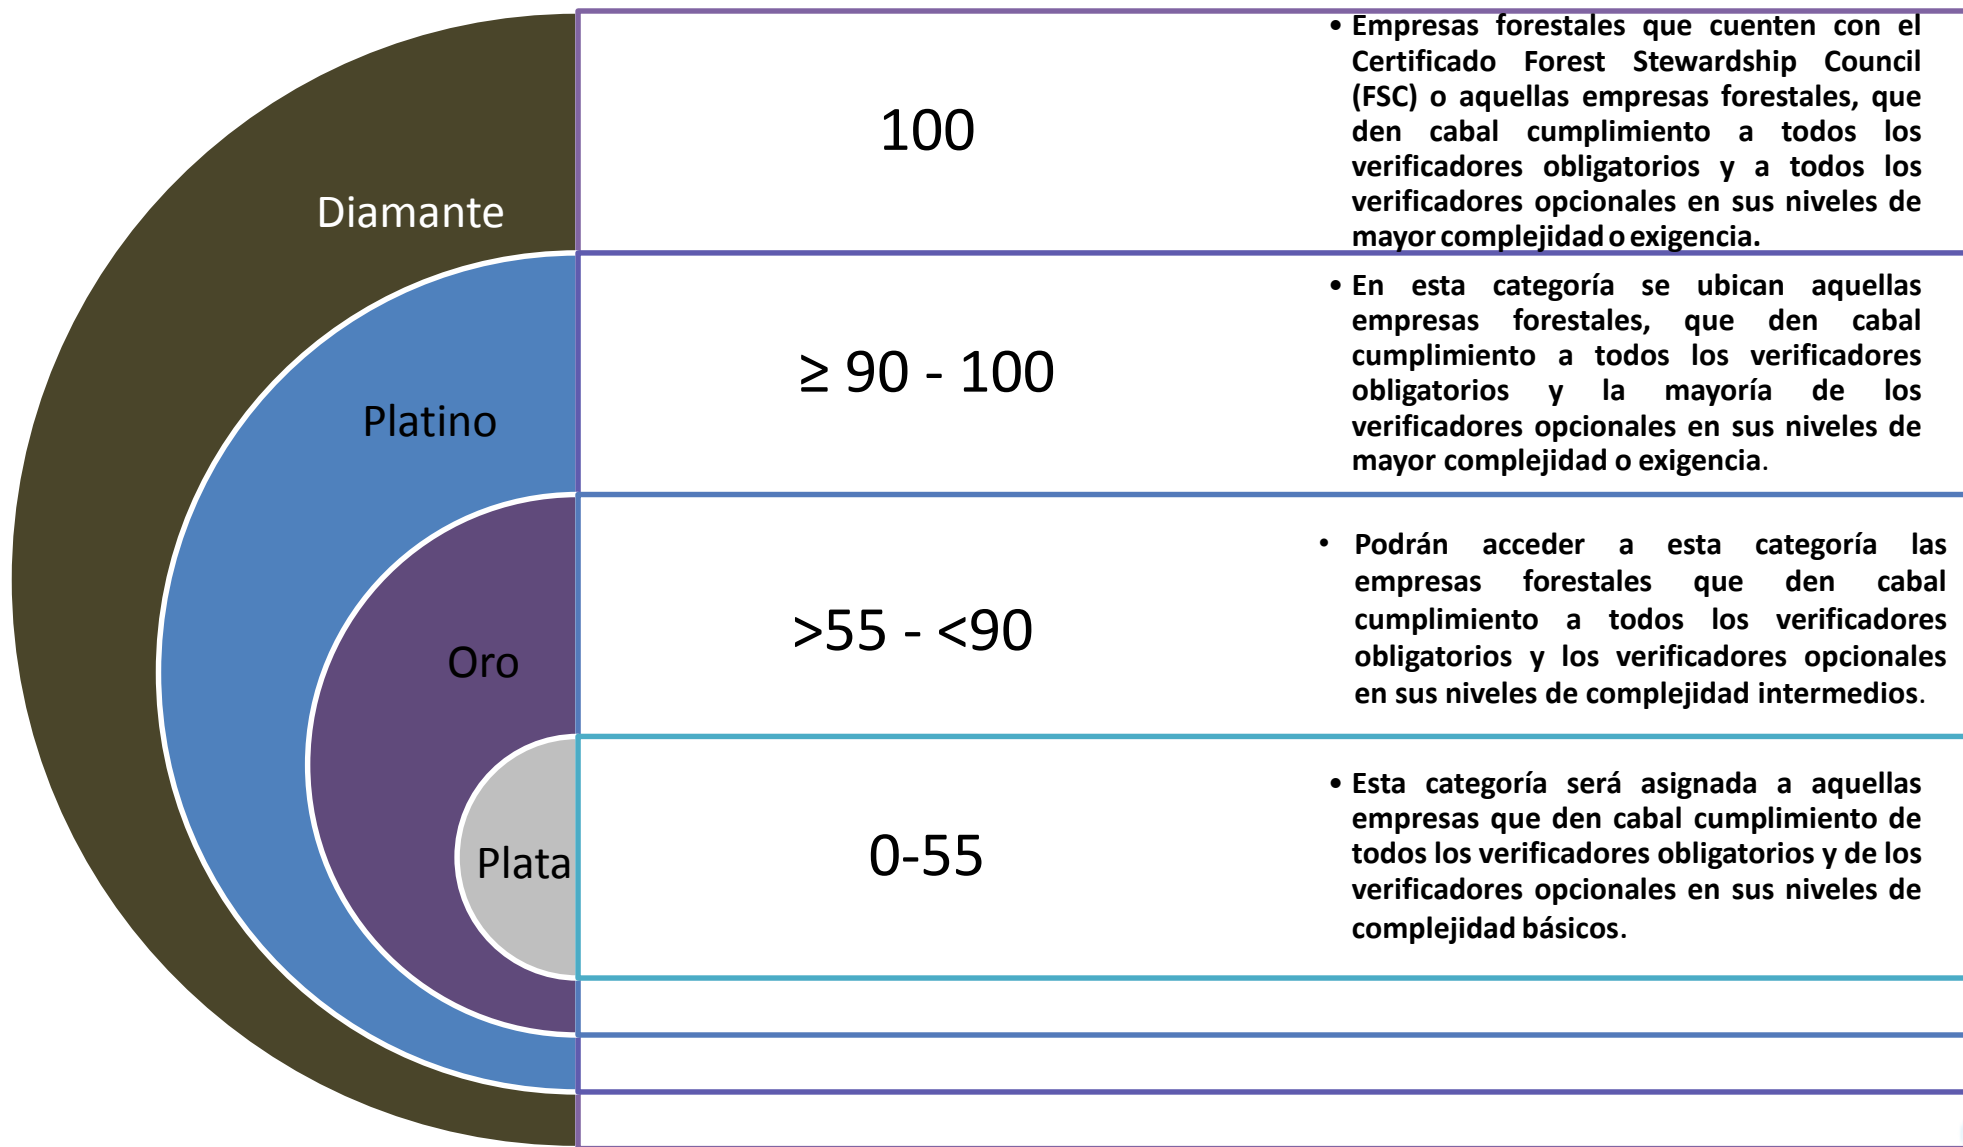 Diamante
100
• Empresas forestales que cuenten con el
Certificado Forest Stewardship Council
(FSC) o aquellas empresas forestales, que
den cabal cumplimiento a todos los
verificadores obligatorios y a todos los
verificadores opcionales en sus niveles de
mayor complejidad o exigencia.
Platino
≥ 90 - 100
• En esta categoría se ubican aquellas
empresas forestales, que den cabal
cumplimiento a todos los verificadores
obligatorios y la mayoría de los
verificadores opcionales en sus niveles de
mayor complejidad o exigencia.
Oro
>55 - <90
• Podrán acceder a esta categoría las
empresas forestales que den cabal
cumplimiento a todos los verificadores
obligatorios y los verificadores opcionales
en sus niveles de complejidad intermedios.
Plata
0-55
• Esta categoría será asignada a aquellas
empresas que den cabal cumplimiento de
todos los verificadores obligatorios y de los
verificadores opcionales en sus niveles de
complejidad básicos.